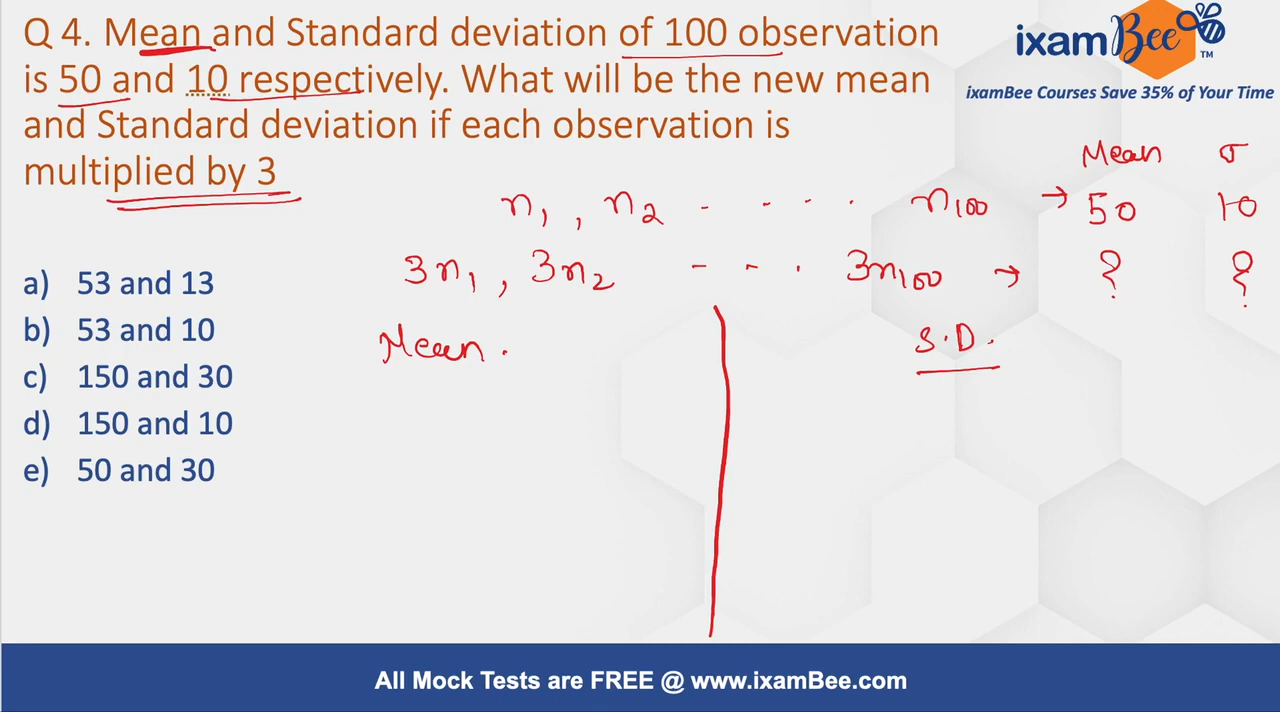 Q 4. Mean and Standard deviation of 100 observation
is 50 and 10 respectively. What will be the new mean
and Standard deviation if each observation is
multiplied by 3
ixamBee TM
ixamBee Courses Save 35% of Your Time
Mean σ
n₁, n₂ - - - - . n₁₀₀ → 50 10
3n₁, 3n₂ - - . 3n₁₀₀ → ? ?
a) 53 and 13
b) 53 and 10
c) 150 and 30
d) 150 and 10
e) 50 and 30
Mean.
S.D.
All Mock Tests are FREE @ www.ixamBee.com